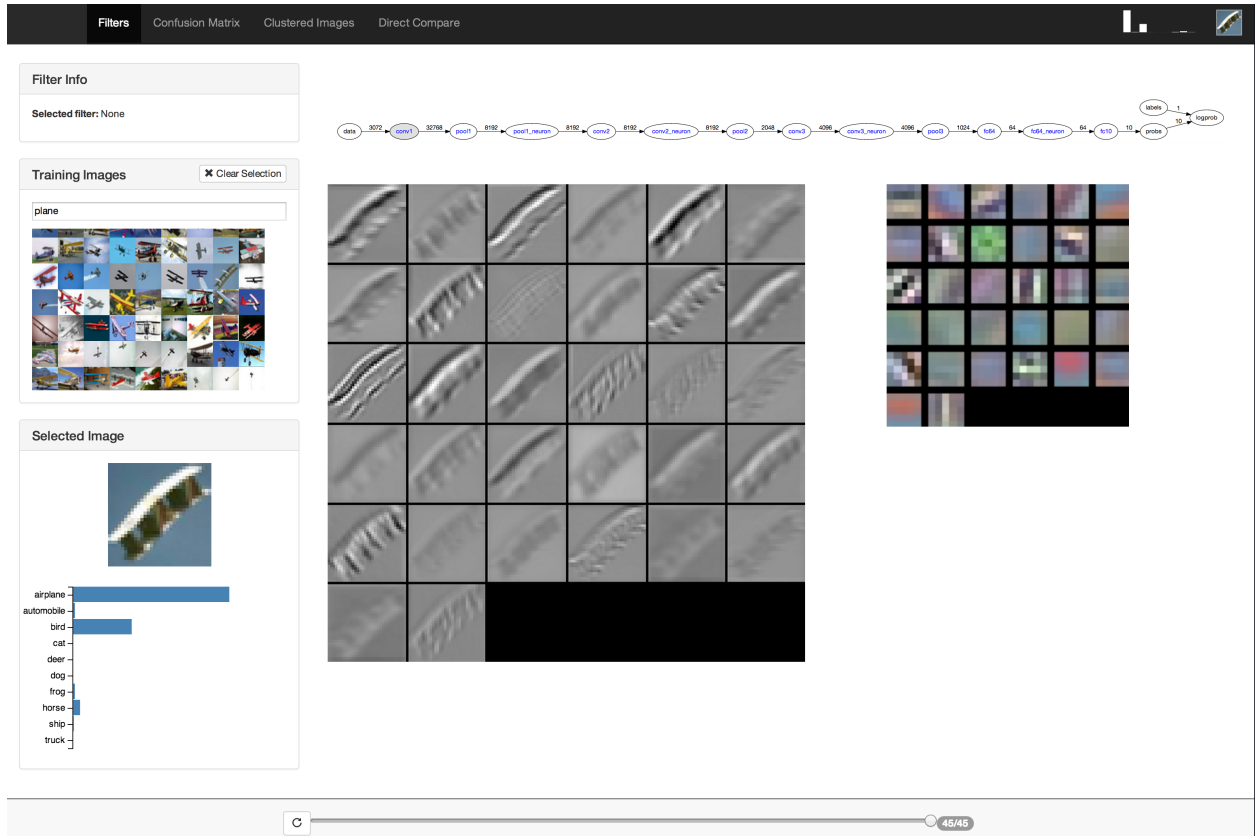 Filters Confusion Matrix Clustered Images Direct Compare
Filter Info
Selected filter: None
Training Images
✖ Clear Selection
plane
Selected Image
airplane
automobile
bird
cat
deer
dog
frog
horse
ship
truck
labels 1
data 3072 conv1 32768 pool1 8192 pool1_neuron 8192 conv2 8192 conv2_neuron 8192 pool2 2048 conv3 4096 conv3_neuron 4096 pool3 1024 fc64 64 fc64_neuron 64 fc10 10 probs 10 logprob
45/45